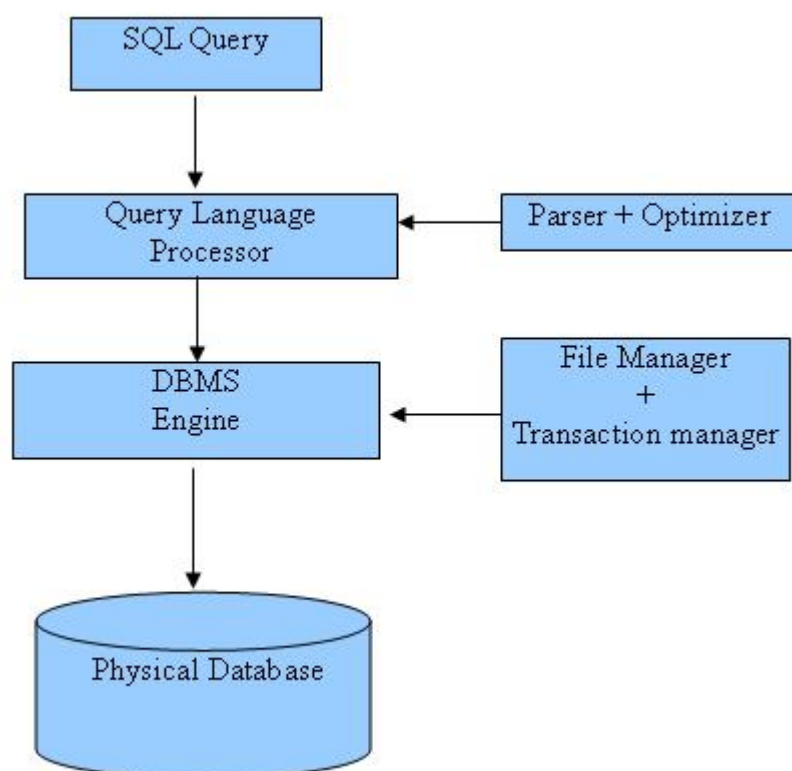 SQL Query
Query Language
Processor
Parser + Optimizer
DBMS
Engine
File Manager
+
Transaction manager
Physical Database